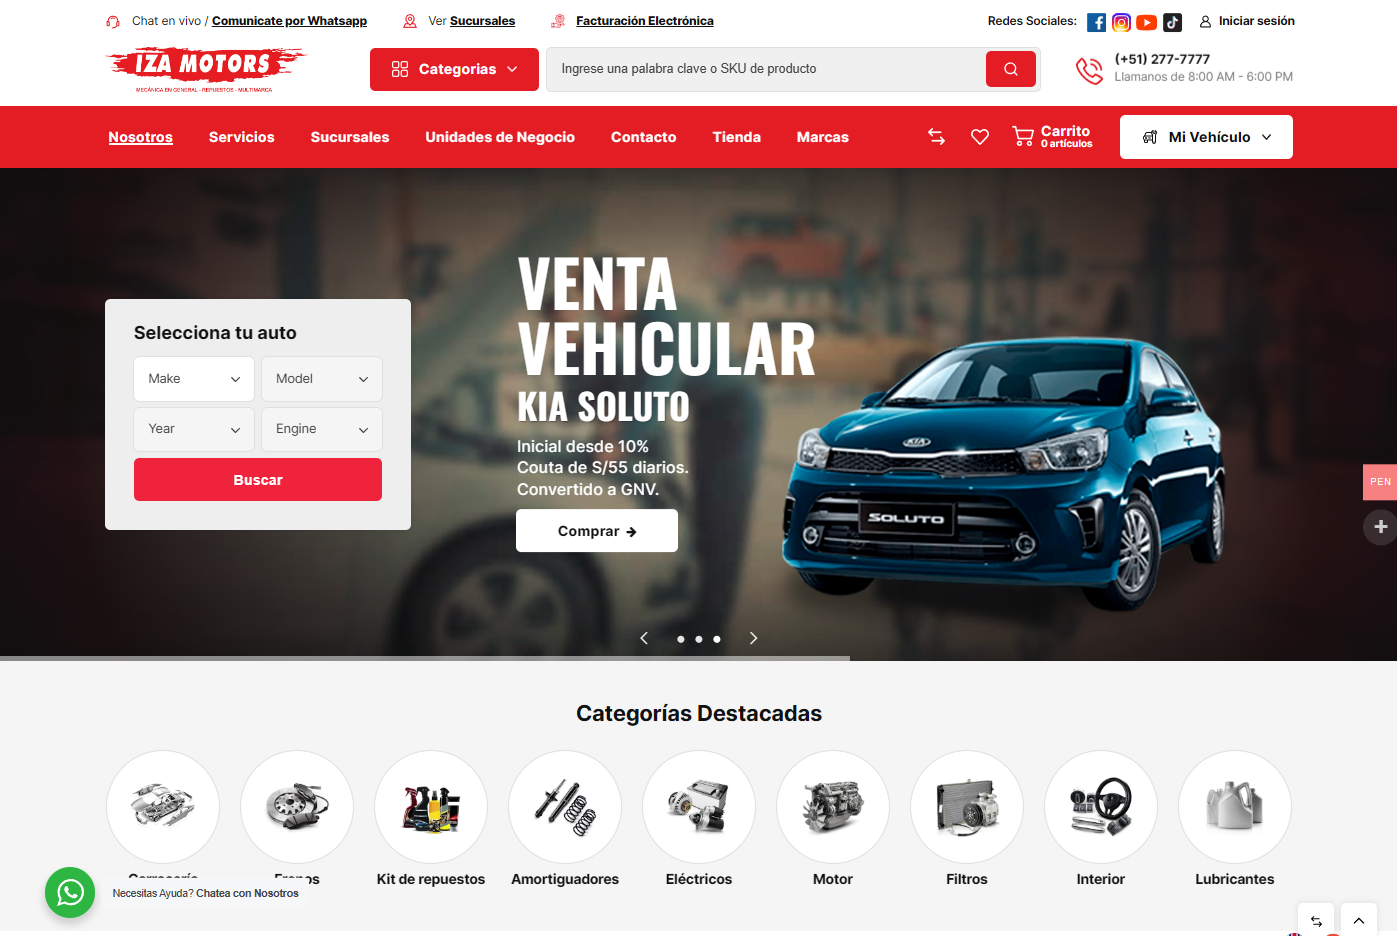 Chat en vivo / Comunicate por Whatsapp
Ver Sucursales
Facturación Electrónica
Redes Sociales:
Iniciar sesión
IZA MOTORS
MECÁNICA EN GENERAL - REPUESTOS - MULTIMARCA
Categorias
Ingrese una palabra clave o SKU de producto
(+51) 277-7777
Llamanos de 8:00 AM - 6:00 PM
Nosotros
Servicios
Sucursales
Unidades de Negocio
Contacto
Tienda
Marcas
Carrito
0 artículos
Mi Vehículo
VENTA
VEHICULAR
KIA SOLUTO
Inicial desde 10%
Couta de S/55 diarios.
Convertido a GNV.
Comprar
Selecciona tu auto
Make
Model
Year
Engine
Buscar
KIA
SOLUTO
PEN
Categorías Destacadas
Kit de repuestos
Amortiguadores
Eléctricos
Motor
Filtros
Interior
Lubricantes
Necesitas Ayuda? Chatea con Nosotros